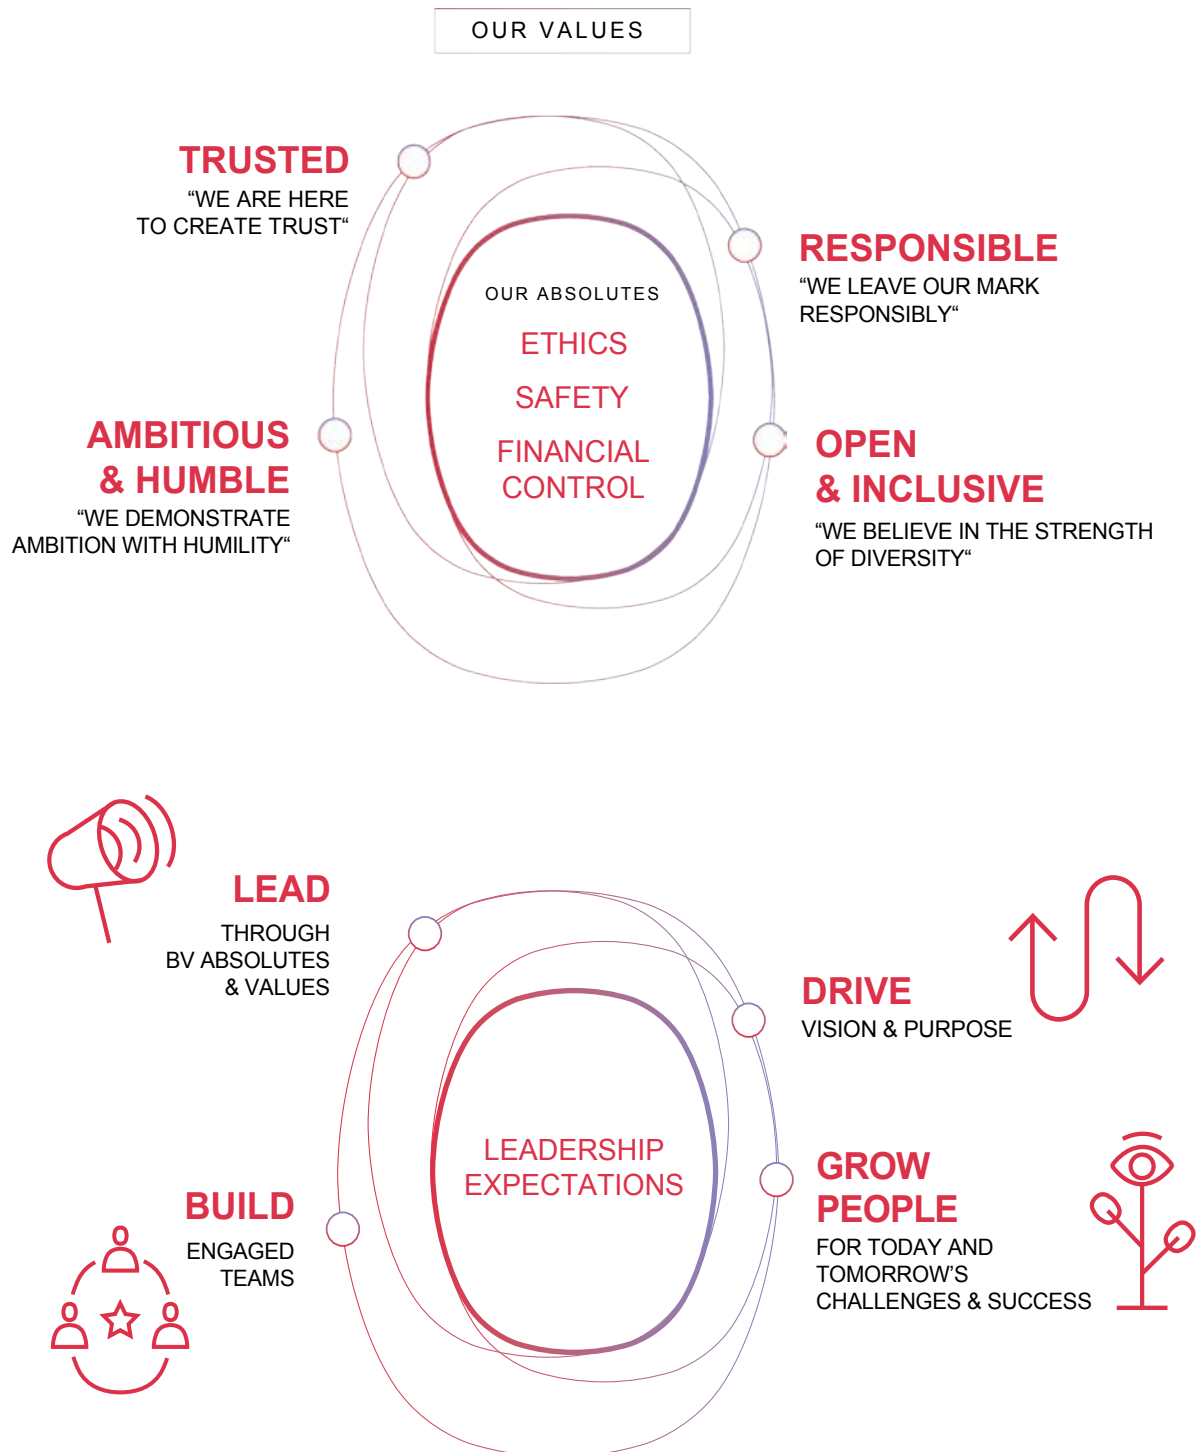 OUR VALUES
TRUSTED
“WE ARE HERE
TO CREATE TRUST“
RESPONSIBLE
“WE LEAVE OUR MARK
RESPONSIBLY“
OUR ABSOLUTES
ETHICS
SAFETY
FINANCIAL
CONTROL
AMBITIOUS
& HUMBLE
“WE DEMONSTRATE
AMBITION WITH HUMILITY“
OPEN
& INCLUSIVE
“WE BELIEVE IN THE STRENGTH
OF DIVERSITY“
LEAD
THROUGH
BV ABSOLUTES
& VALUES
DRIVE
VISION & PURPOSE
LEADERSHIP
EXPECTATIONS
BUILD
ENGAGED
TEAMS
GROW
PEOPLE
FOR TODAY AND
TOMORROW’S
CHALLENGES & SUCCESS